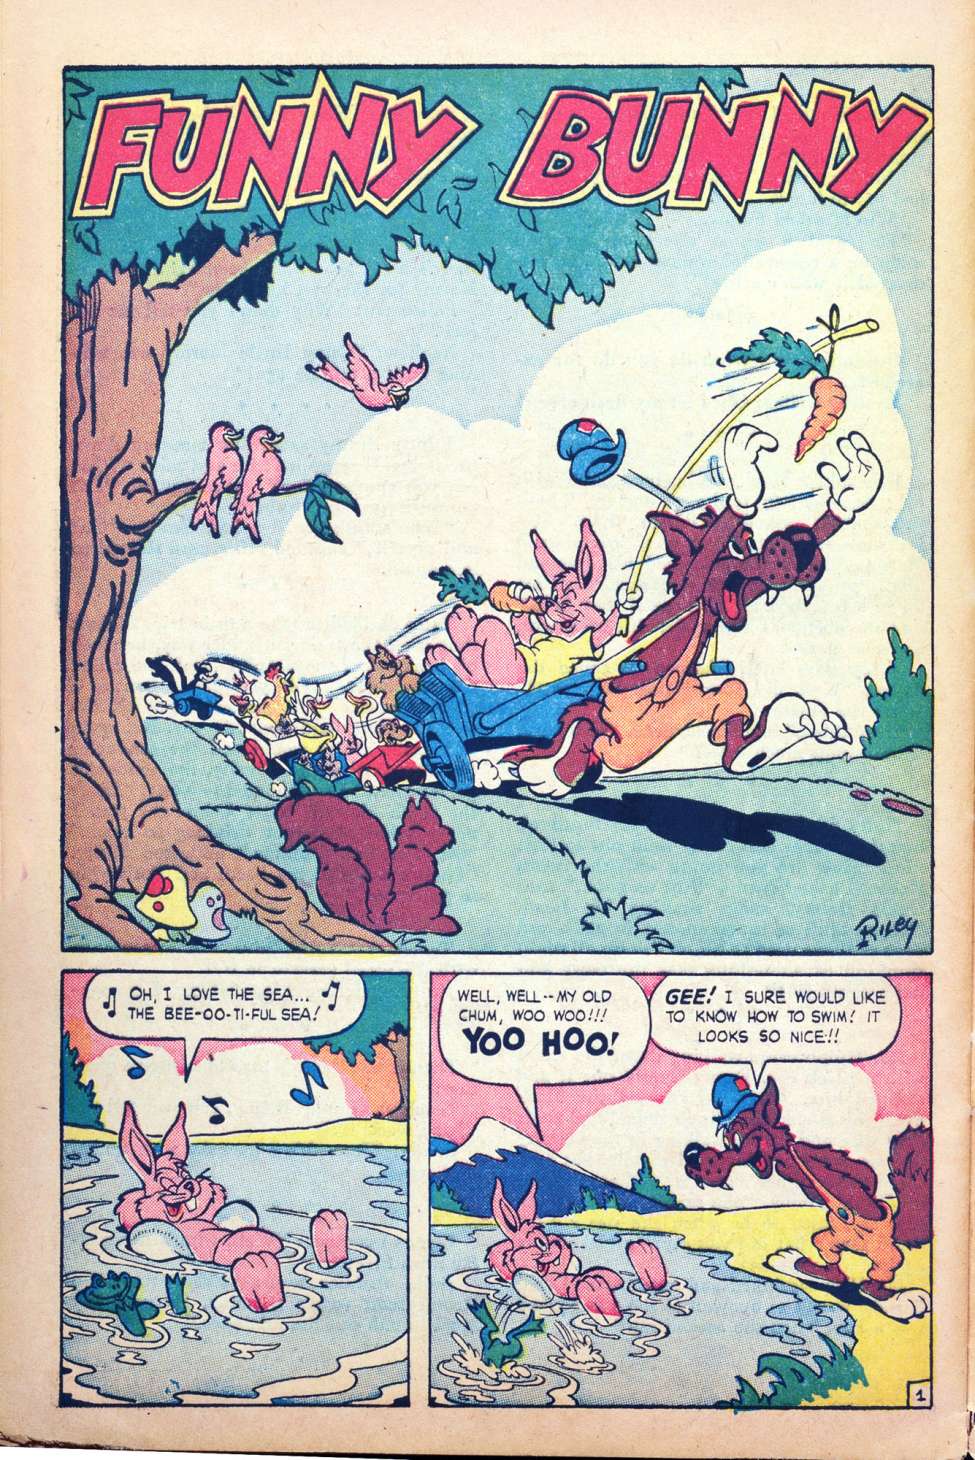 FUNNY BUNNY
RILEY
♫ OH, I LOVE THE SEA... ♫
THE BEE-OO-TI-FUL SEA!
WELL, WELL--MY OLD
CHUM, WOO WOO!!!
YOO HOO!
GEE! I SURE WOULD LIKE
TO KNOW HOW TO SWIM! IT
LOOKS SO NICE!!
1